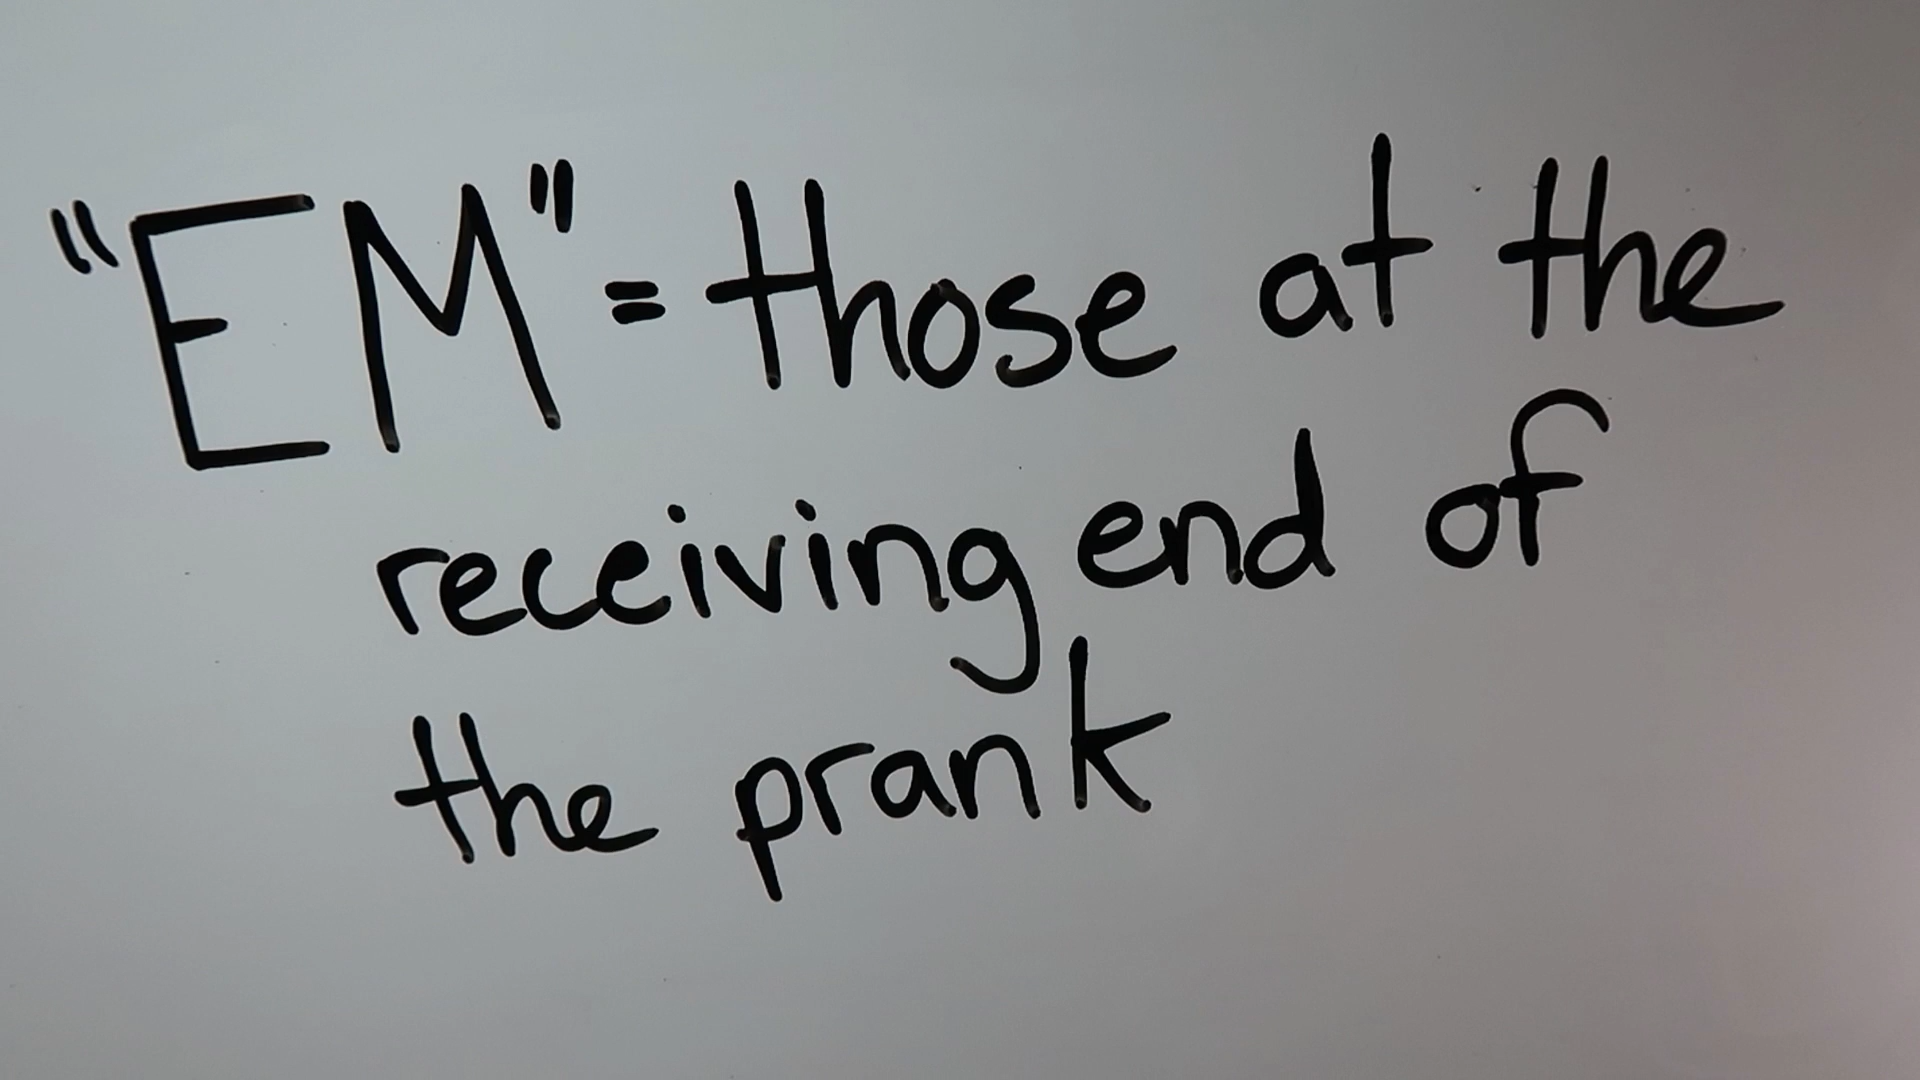 "EM" = those at the
receiving end of
the prank